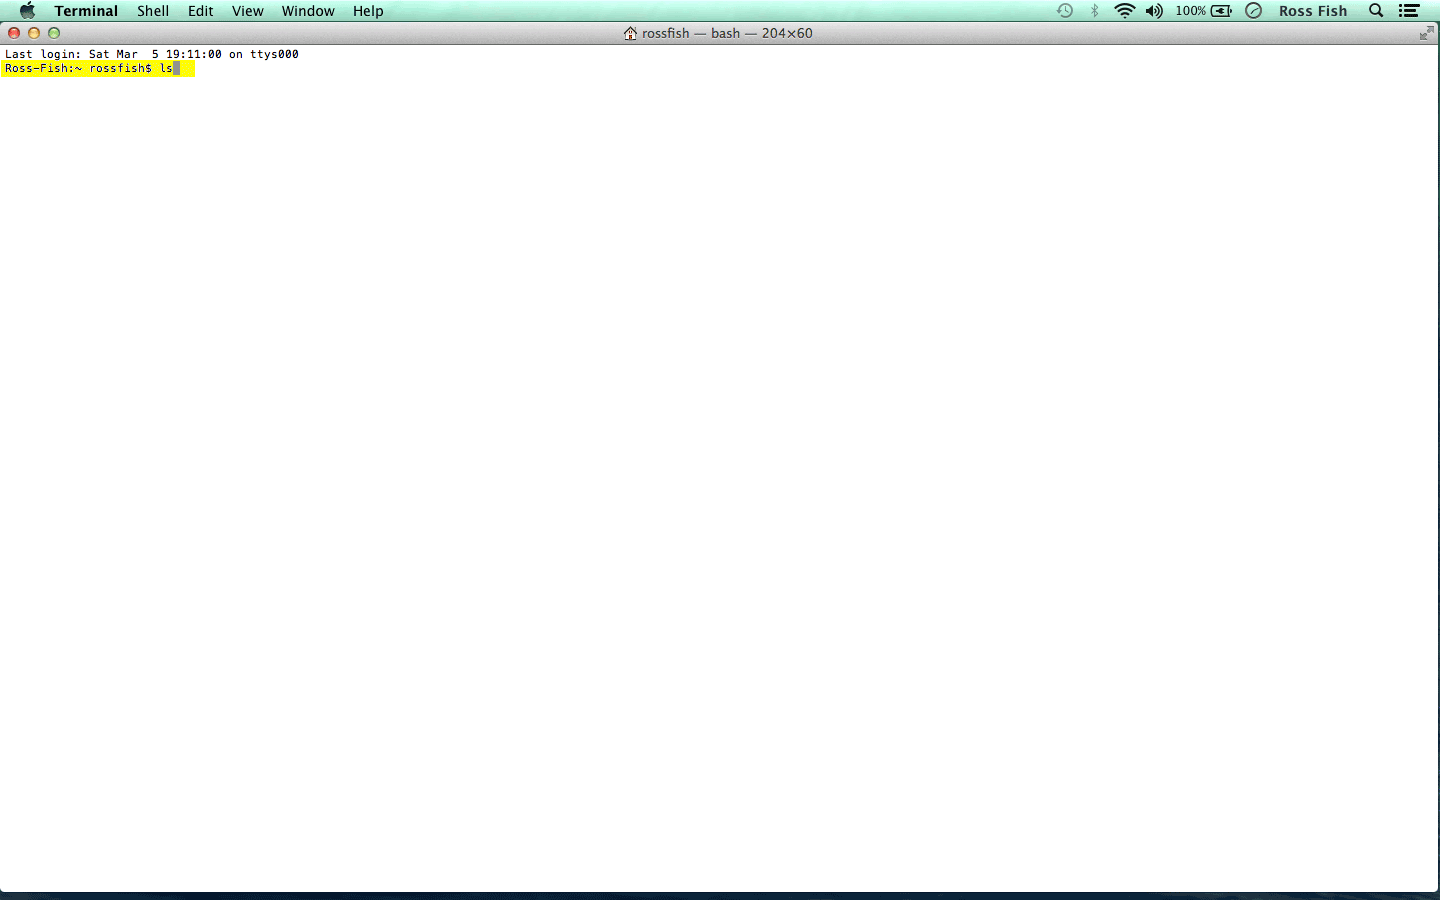 Terminal Shell Edit View Window Help 100% Ross Fish
rossfish — bash — 204×60
Last login: Sat Mar  5 19:11:00 on ttys000
Ross-Fish:~ rossfish$ ls